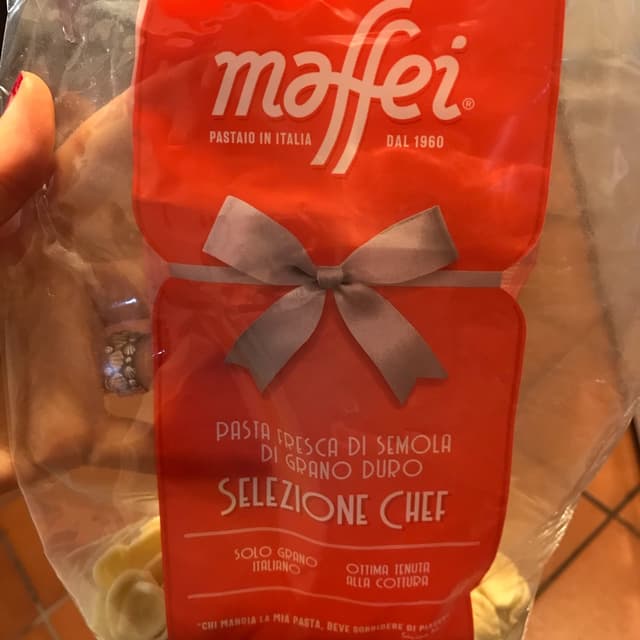 maffei®
PASTAIO IN ITALIA DAL 1960
PASTA FRESCA DI SEMOLA
DI GRANO DURO
SELEZIONE CHEF
SOLO GRANO
ITALIANO
OTTIMA TENUTA
ALLA COTTURA
"CHI MANGIA LA MIA PASTA, DEVE SORRIDERE DI